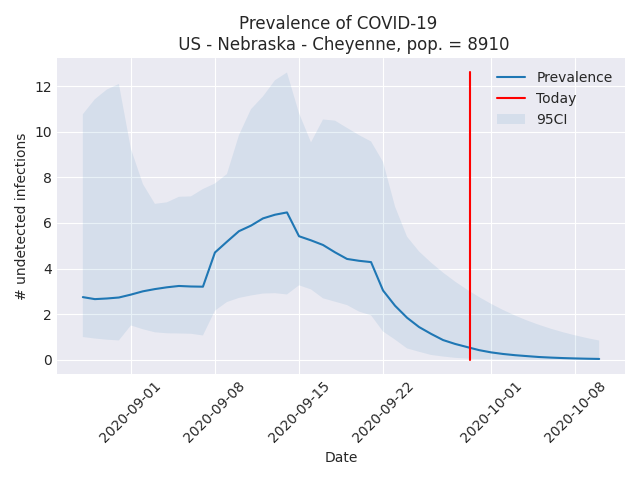 Prevalence of COVID-19
US - Nebraska - Cheyenne, pop. = 8910
Prevalence
Today
95CI
# undetected infections
12
10
8
6
4
2
0
2020-09-01
2020-09-08
2020-09-15
2020-09-22
2020-10-01
2020-10-08
Date